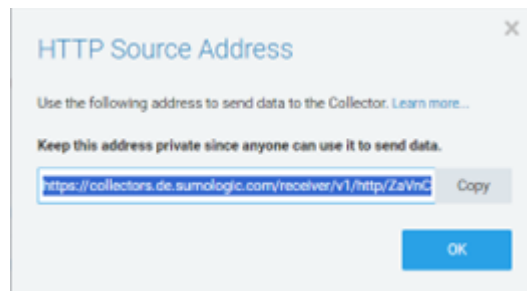 HTTP Source Address
Use the following address to send data to the Collector. Learn more...
Keep this address private since anyone can use it to send data.
https://collectors.de.sumologic.com/receiver/v1/http/ZaVnC Copy
OK